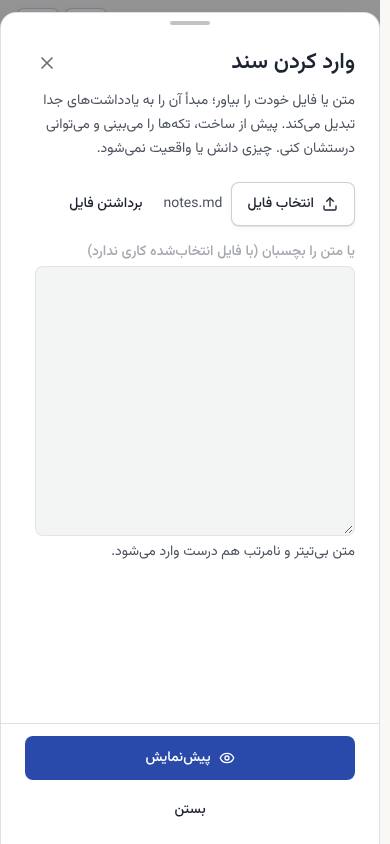 وارد کردن سند
متن یا فایل خودت را بیاور؛ مبدأ آن را به یادداشت‌های جدا
تبدیل می‌کند. پیش از ساخت، تکه‌ها را می‌بینی و می‌توانی
درستشان کنی. چیزی دانش یا واقعیت نمی‌شود.
انتخاب فایل notes.md برداشتن فایل
یا متن را بچسبان (با فایل انتخاب‌شده کاری ندارد)
متن بی‌تیتر و نامرتب هم درست وارد می‌شود.
پیش‌نمایش
بستن